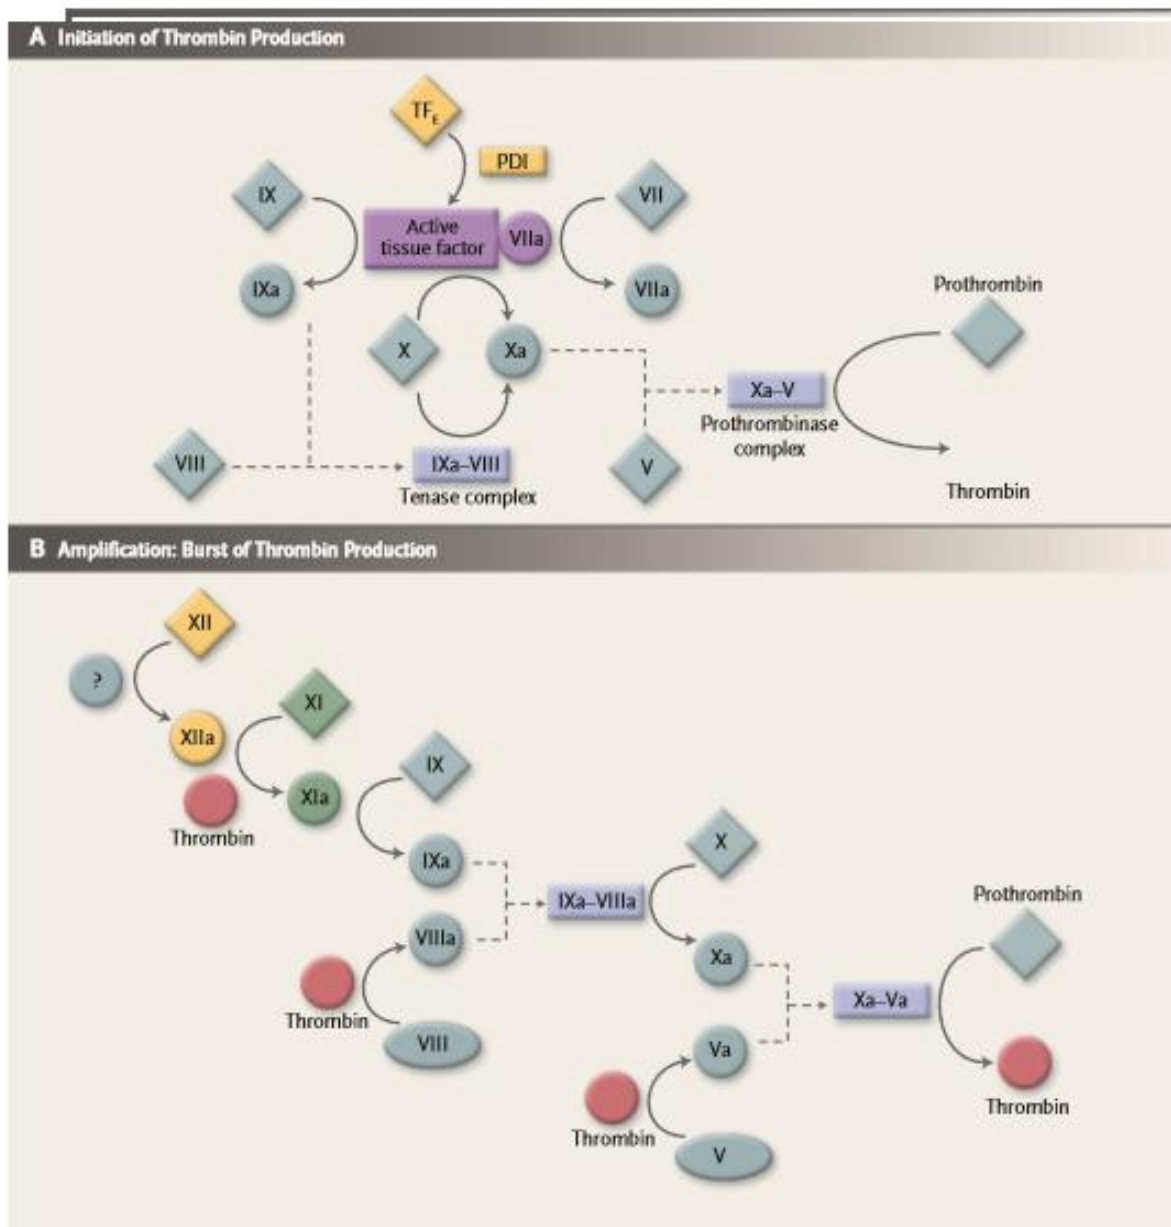 A Initiation of Thrombin Production
TFE
PDI
IX
VII
Active
tissue factor
VIIa
IXa
VIIa
Prothrombin
X
Xa
Xa–V
Prothrombinase
complex
VIII
IXa–VIII
Tenase complex
V
Thrombin
B Amplification: Burst of Thrombin Production
XII
?
XI
XIIa
IX
XIa
Thrombin
X
IXa
IXa–VIIIa
Prothrombin
VIIIa
Xa
Thrombin
Xa–Va
VIII
Va
Thrombin
Thrombin
V